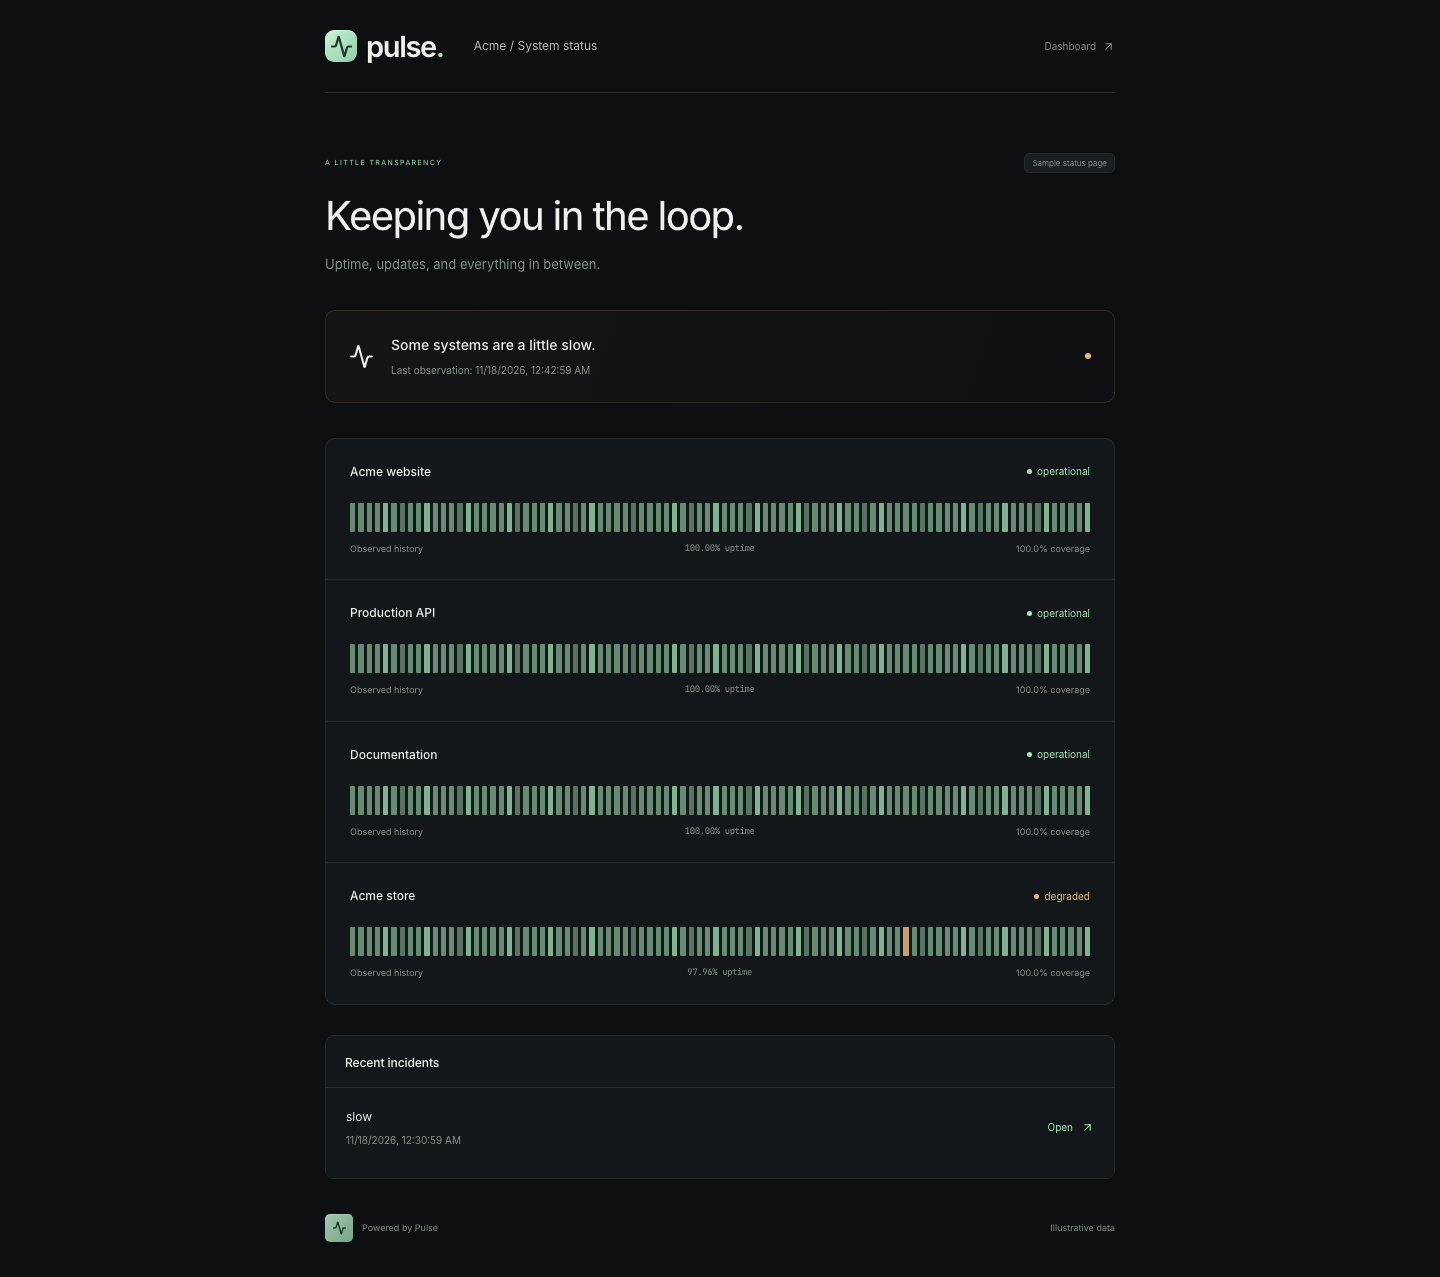 pulse.
Acme / System status
Dashboard
A LITTLE TRANSPARENCY
Sample status page
Keeping you in the loop.
Uptime, updates, and everything in between.
Some systems are a little slow.
Last observation: 11/18/2026, 12:42:59 AM
Acme website
operational
Observed history
100.00% uptime
100.0% coverage
Production API
operational
Observed history
100.00% uptime
100.0% coverage
Documentation
operational
Observed history
100.00% uptime
100.0% coverage
Acme store
degraded
Observed history
97.96% uptime
100.0% coverage
Recent incidents
slow
11/18/2026, 12:30:59 AM
Open
Powered by Pulse
Illustrative data